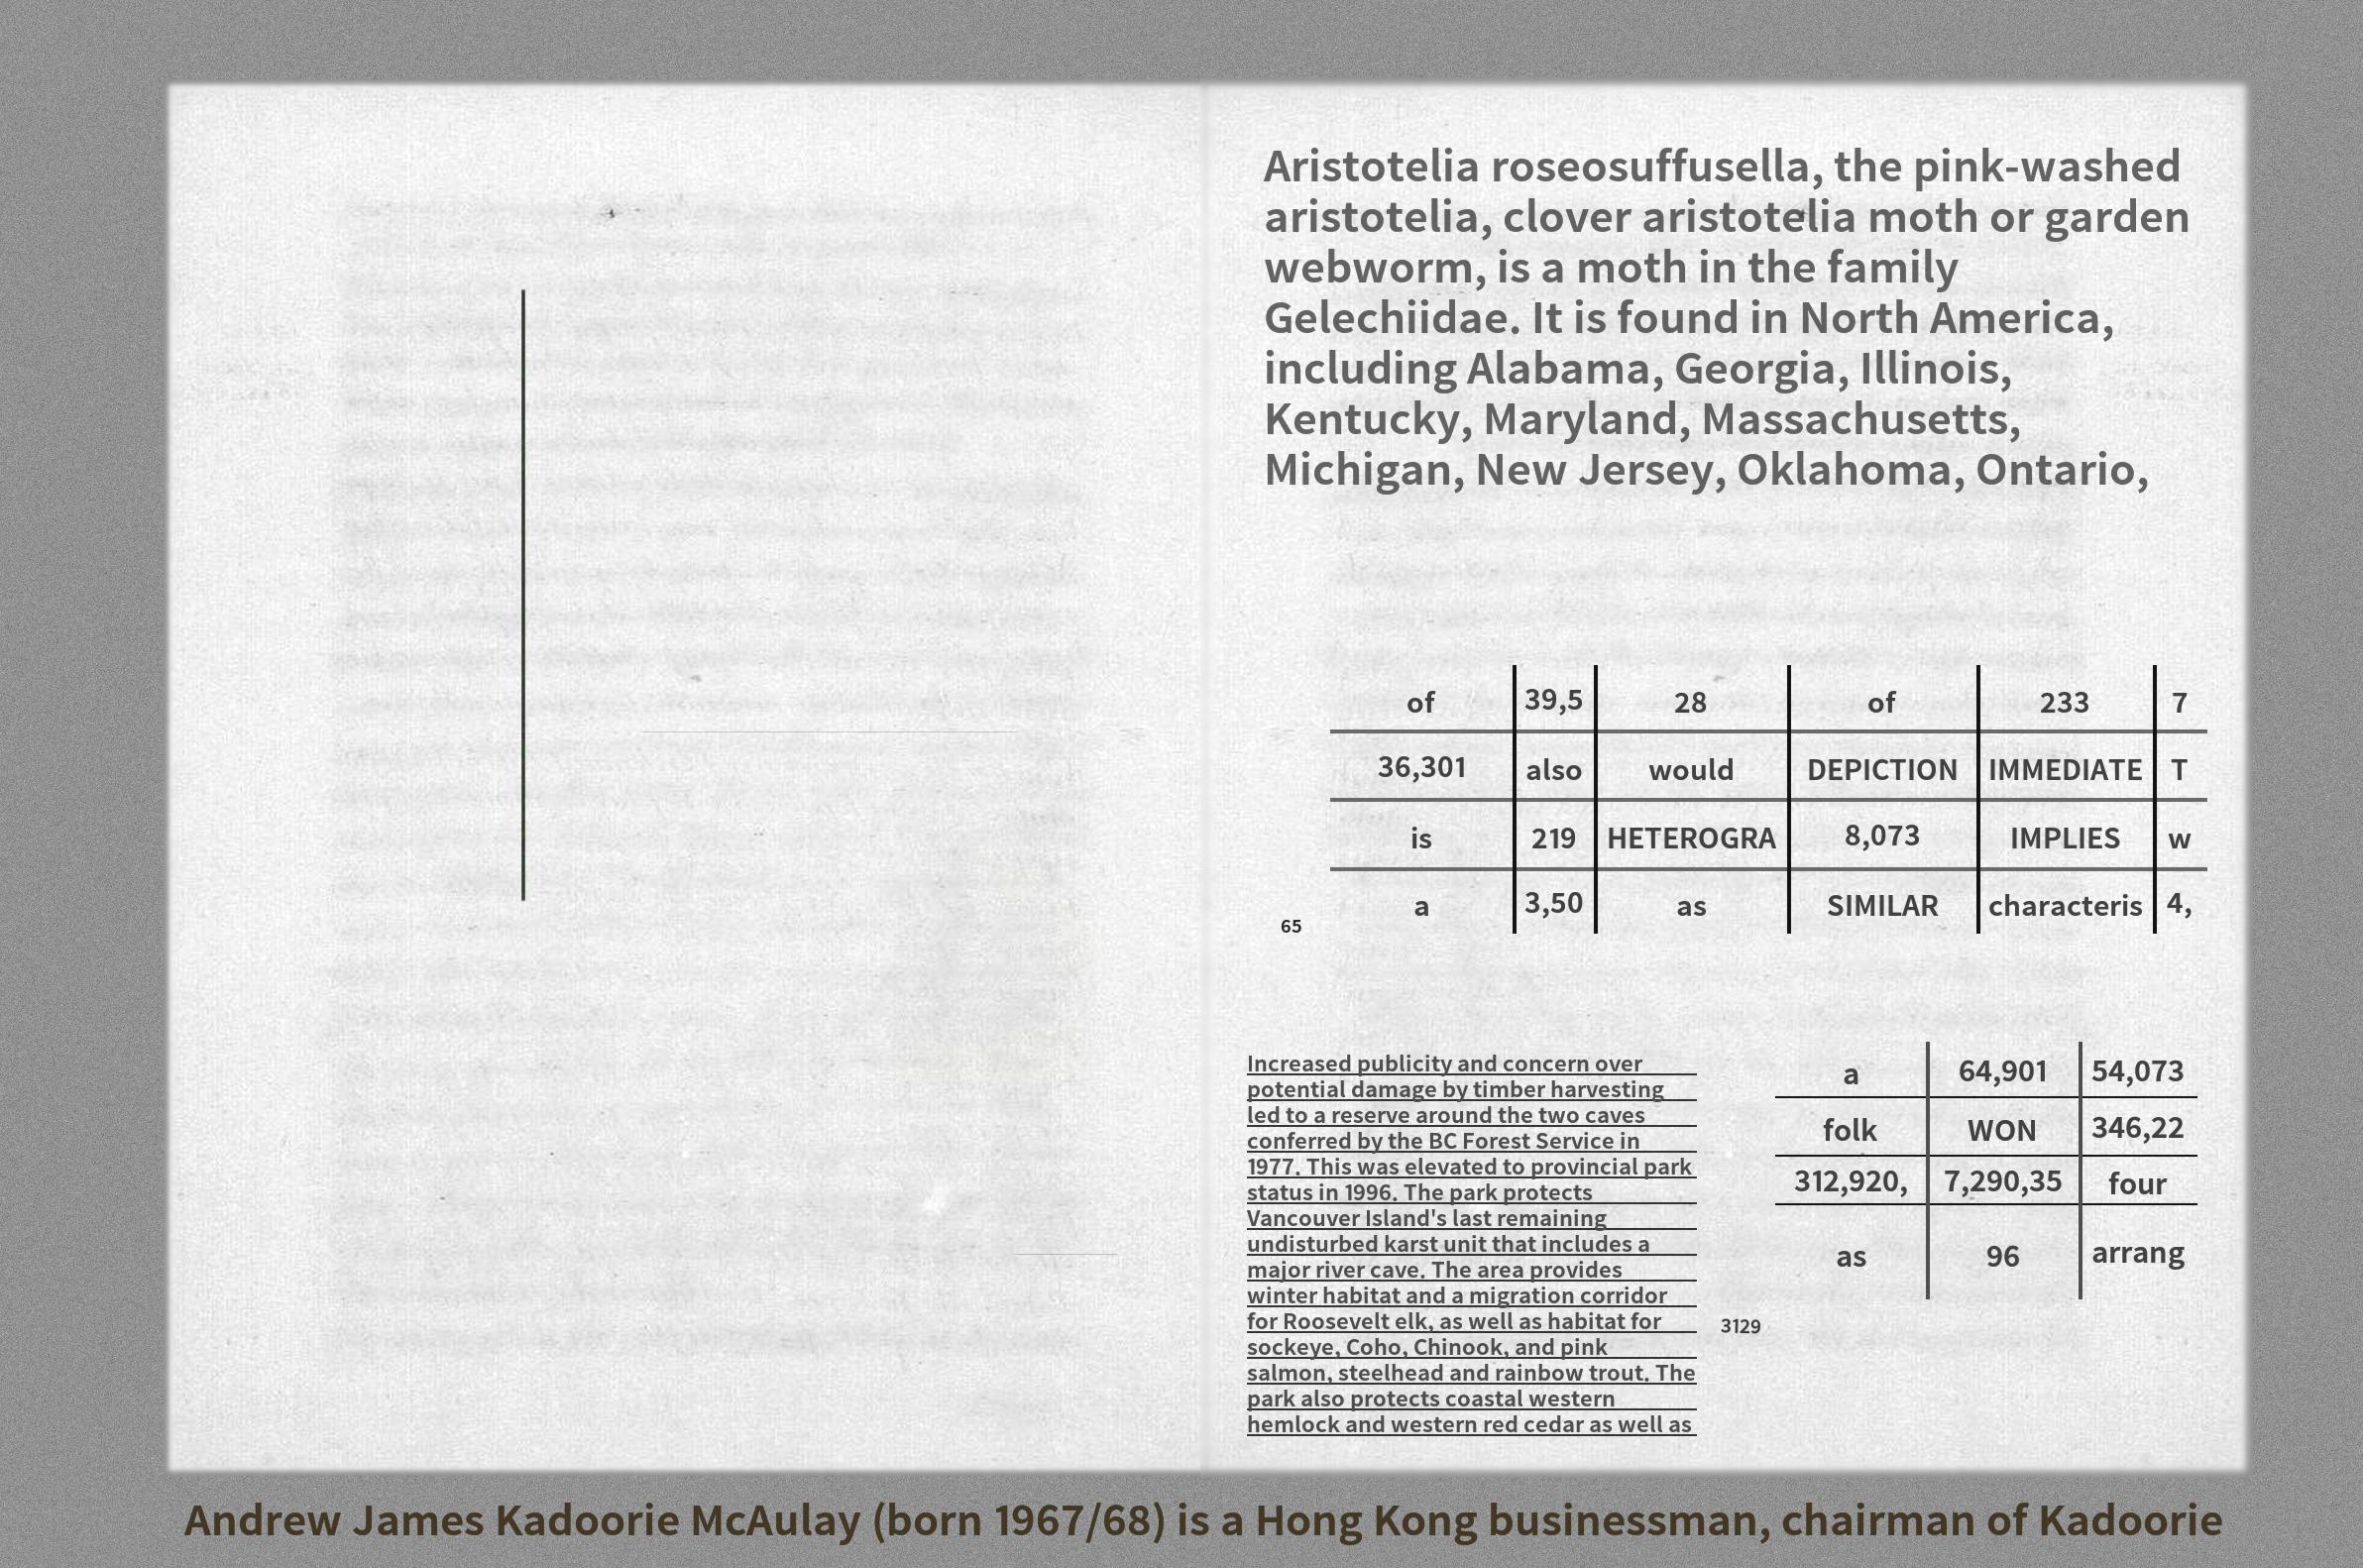 Aristotelia roseosuffusella, the pink-washed
aristotelia, clover aristotelia moth or garden
webworm, is a moth in the family
Gelechiidae. It is found in North America,
including Alabama, Georgia, Illinois,
Kentucky, Maryland, Massachusetts,
Michigan, New Jersey, Oklahoma, Ontario,
of 39,5 28 of 233 7
36,301 also would DEPICTION IMMEDIATE T
is 219 HETEROGRA 8,073 IMPLIES w
a 3,50 as SIMILAR characteris 4,
65
Increased publicity and concern over
potential damage by timber harvesting
led to a reserve around the two caves
conferred by the BC Forest Service in
1977. This was elevated to provincial park
status in 1996. The park protects
Vancouver Island's last remaining
undisturbed karst unit that includes a
major river cave. The area provides
winter habitat and a migration corridor
for Roosevelt elk, as well as habitat for
sockeye, Coho, Chinook, and pink
salmon, steelhead and rainbow trout. The
park also protects coastal western
hemlock and western red cedar as well as
a 64,901 54,073
folk WON 346,22
312,920, 7,290,35 four
as 96 arrang
3129
Andrew James Kadoorie McAulay (born 1967/68) is a Hong Kong businessman, chairman of Kadoorie